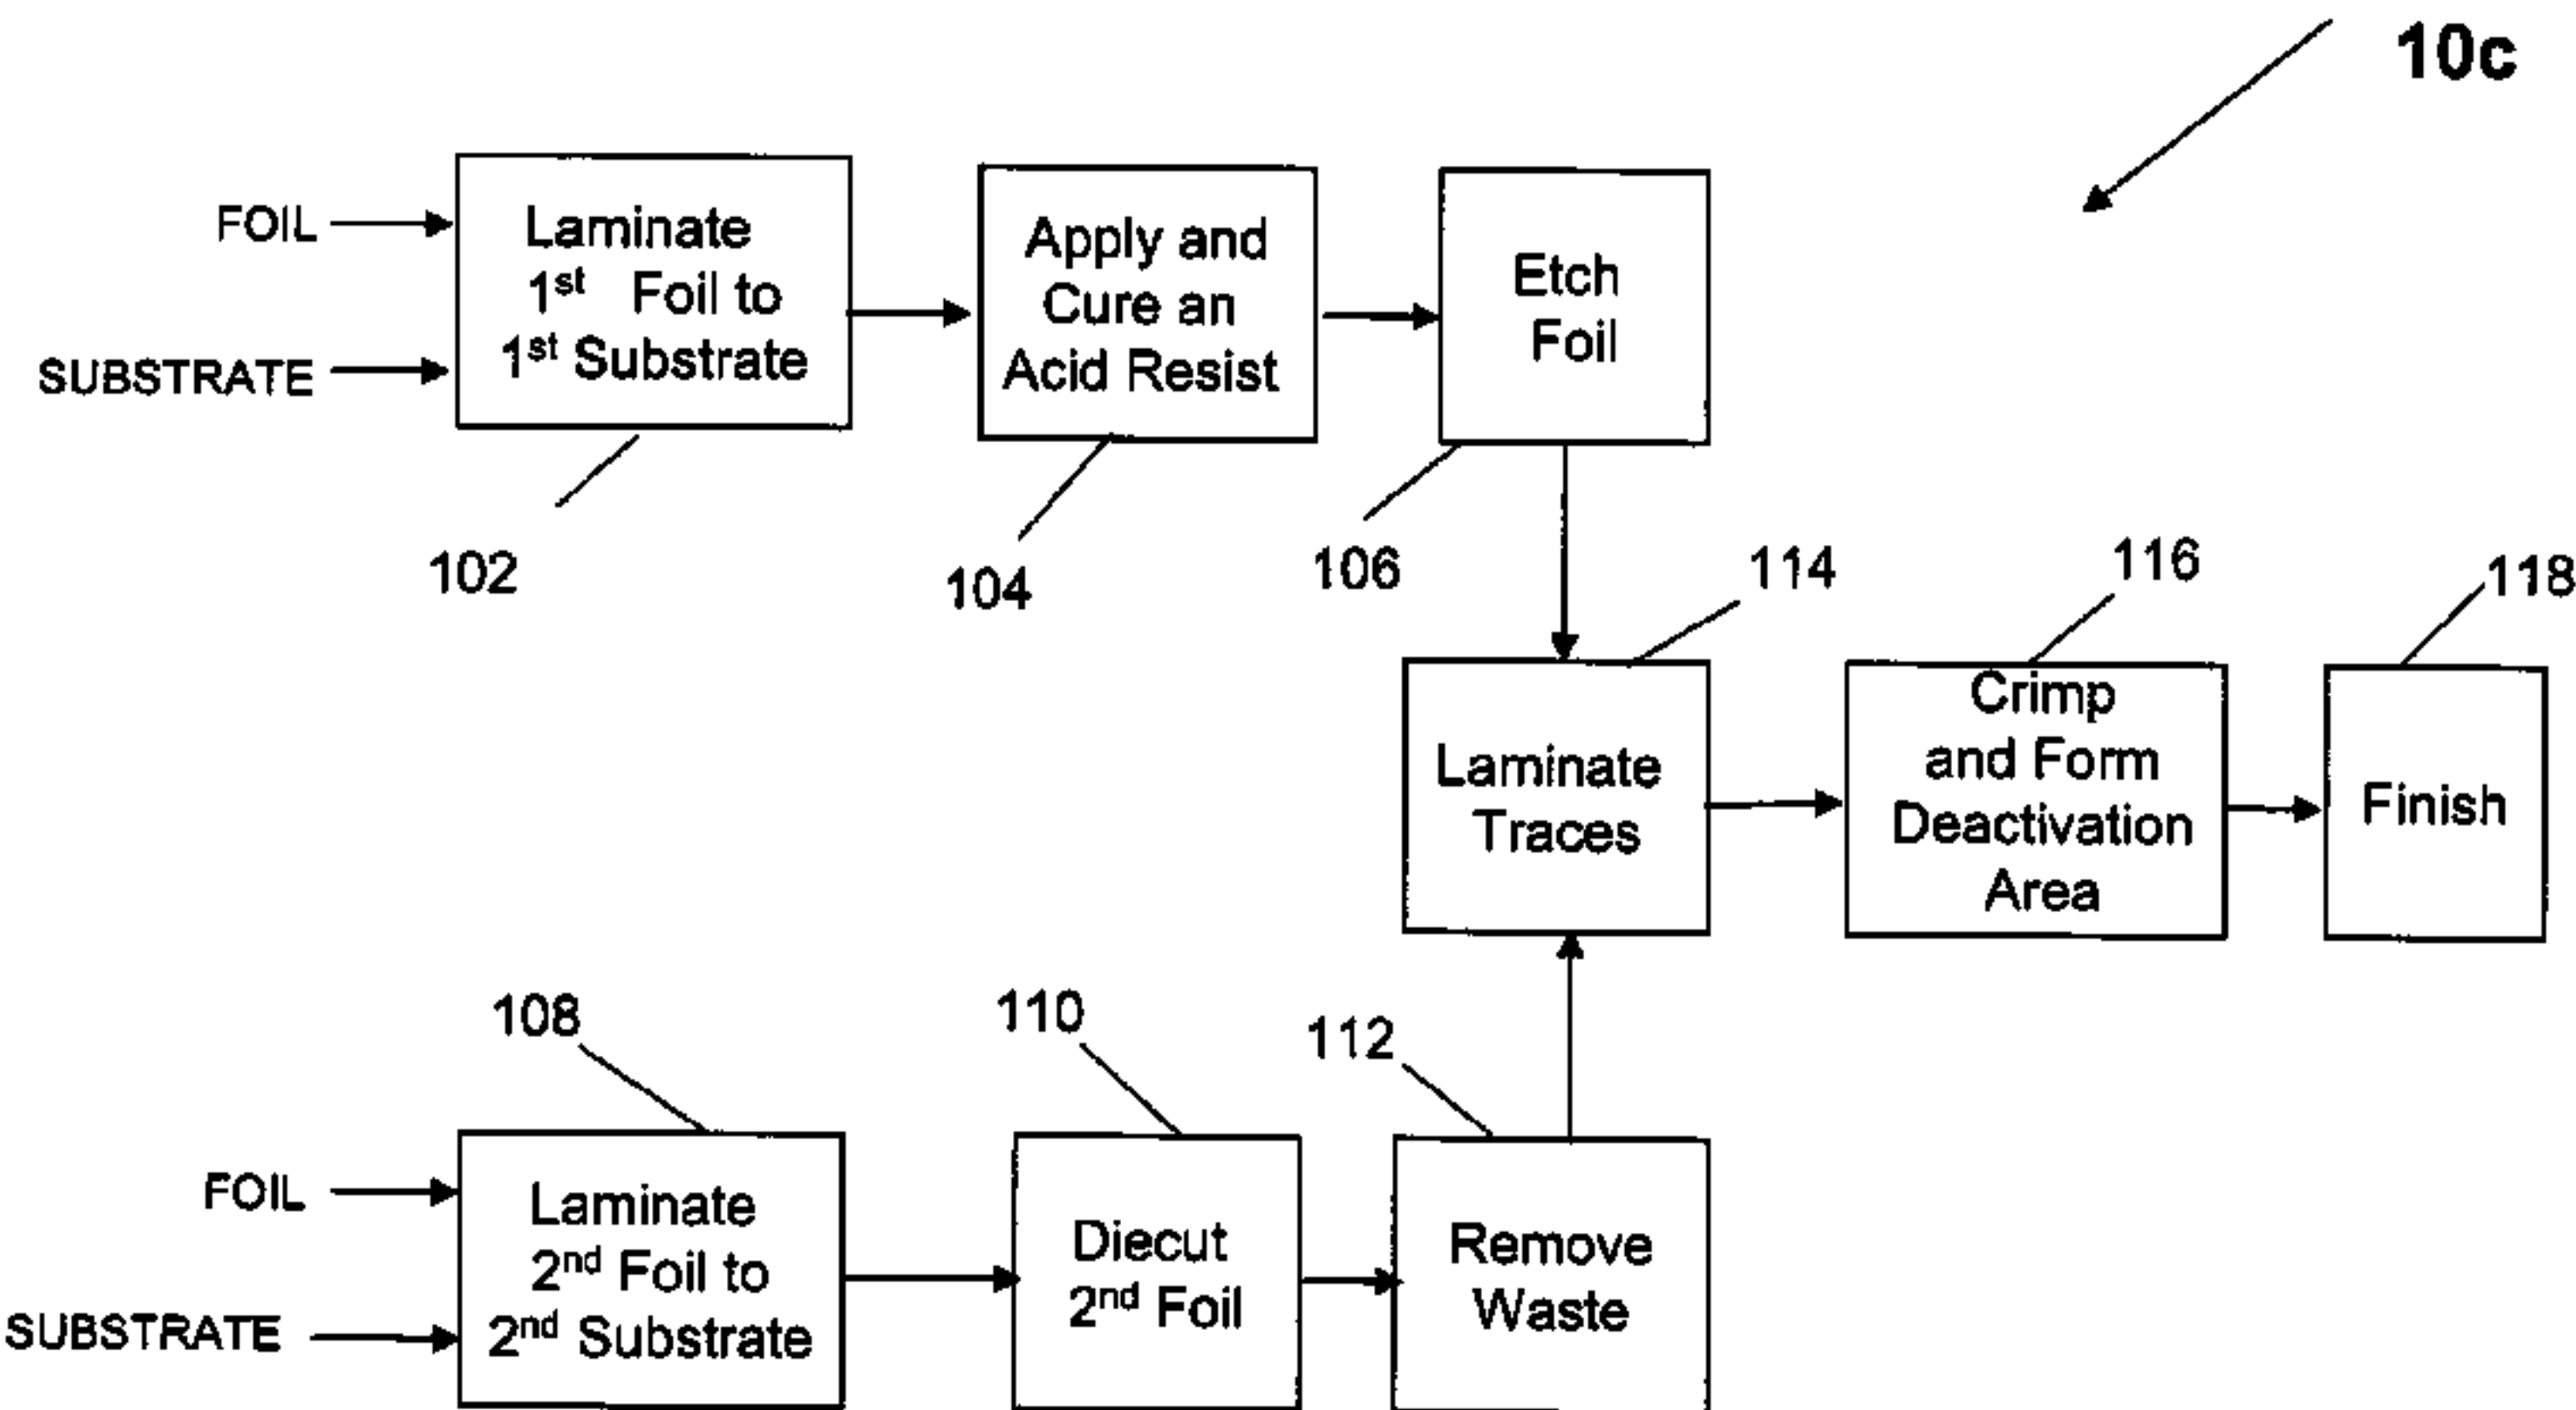 10c
FOIL
SUBSTRATE
Laminate
1st Foil to
1st Substrate
Apply and
Cure an
Acid Resist
Etch
Foil
102
104
106
114
116
118
Laminate
Traces
Crimp
and Form
Deactivation
Area
Finish
108
110
112
FOIL
SUBSTRATE
Laminate
2nd Foil to
2nd Substrate
Diecut
2nd Foil
Remove
Waste